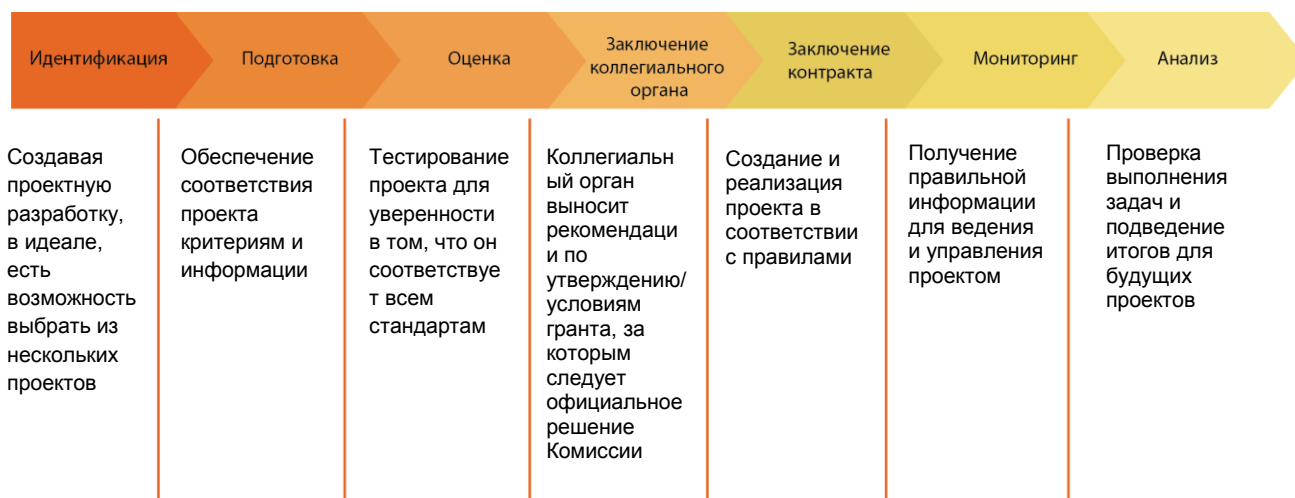 Идентификация
Подготовка
Оценка
Заключение
коллегиального
органа
Заключение
контракта
Мониторинг
Анализ
Создавая
проектную
разработку,
в идеале,
есть
возможность
выбрать из
нескольких
проектов
Обеспечение
соответствия
проекта
критериям и
информации
Тестирование
проекта для
уверенности
в том, что он
соответствуе
т всем
стандартам
Коллегиальн
ый орган
выносит
рекомендаци
и по
утверждению/
условиям
гранта, за
которым
следует
официальное
решение
Комиссии
Создание и
реализация
проекта в
соответствии
с правилами
Получение
правильной
информации
для ведения
и управления
проектом
Проверка
выполнения
задач и
подведение
итогов для
будущих
проектов